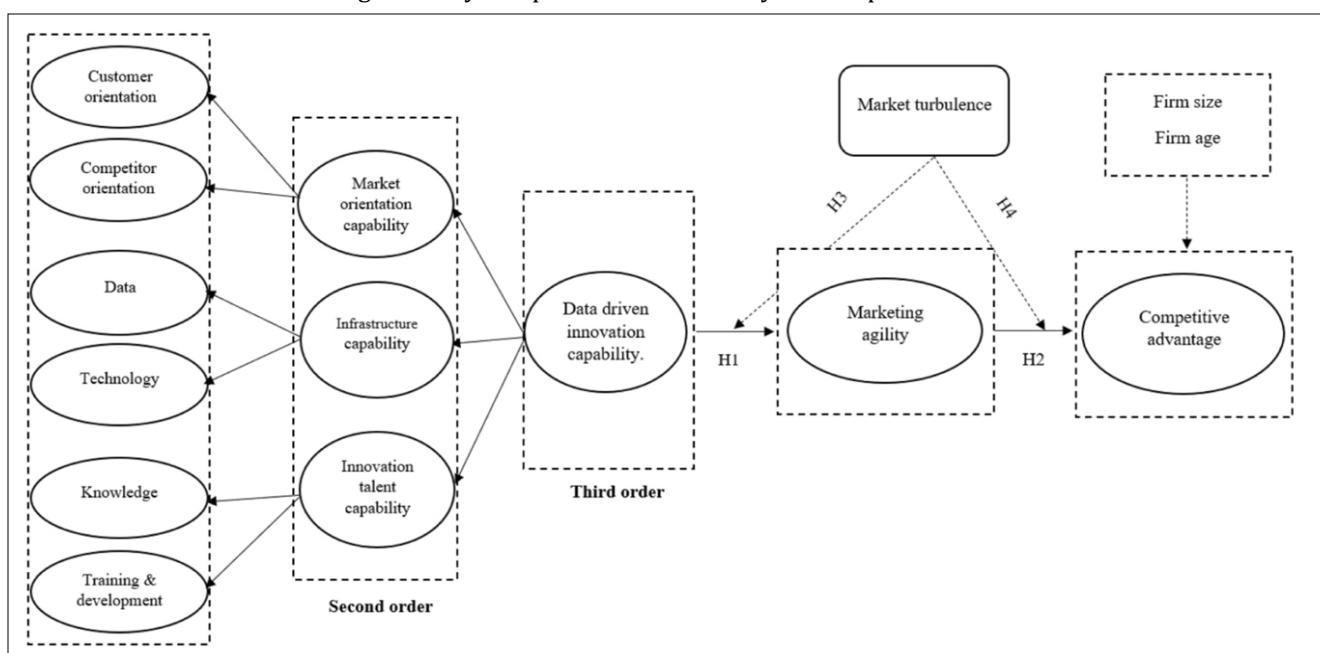 Customer
orientation
Competitor
orientation
Data
Technology
Knowledge
Training &
development
Market
orientation
capability
Infrastructure
capability
Innovation
talent
capability
Second order
Data driven
innovation
capability.
Third order
H1
Market turbulence
H3
H4
Marketing
agility
H2
Firm size
Firm age
Competitive
advantage